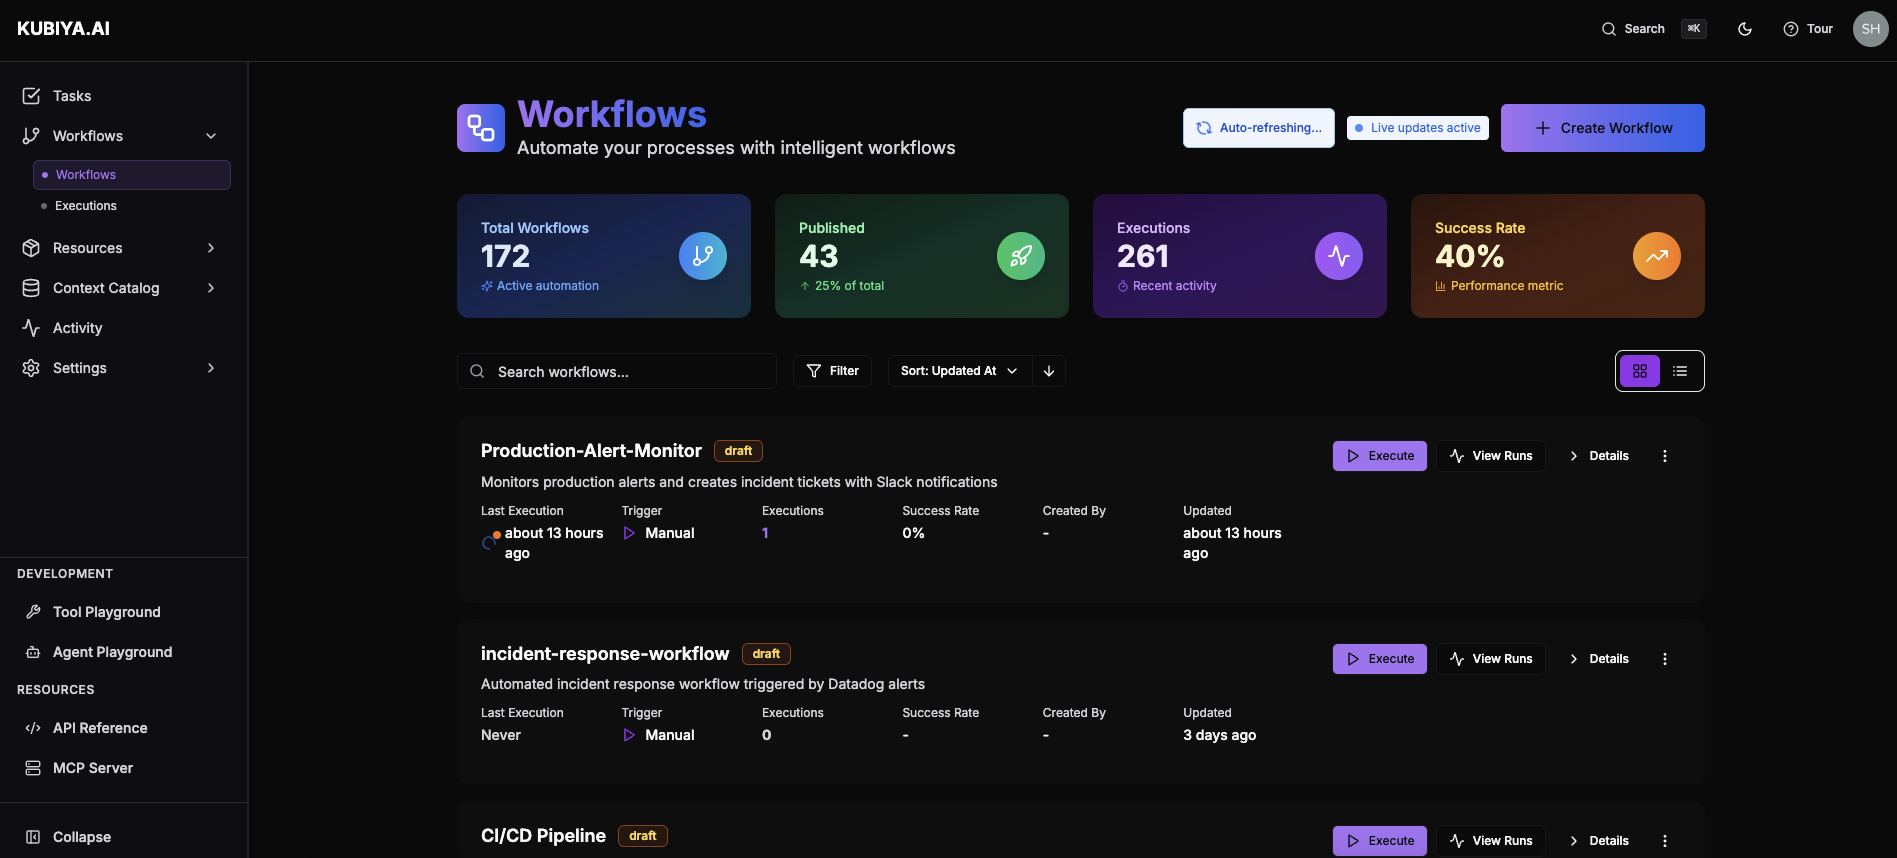 KUBIYA.AI
Search ⌘K Tour SH
Tasks
Workflows
Workflows
Executions
Resources
Context Catalog
Activity
Settings
DEVELOPMENT
Tool Playground
Agent Playground
RESOURCES
API Reference
MCP Server
Collapse
Workflows
Automate your processes with intelligent workflows
Auto-refreshing...
Live updates active
Create Workflow
Total Workflows
172
Active automation
Published
43
25% of total
Executions
261
Recent activity
Success Rate
40%
Performance metric
Search workflows...
Filter
Sort: Updated At
Production-Alert-Monitor draft
Execute View Runs Details
Monitors production alerts and creates incident tickets with Slack notifications
Last Execution Trigger Executions Success Rate Created By Updated
about 13 hours Manual 1 0% - about 13 hours
ago ago
incident-response-workflow draft
Execute View Runs Details
Automated incident response workflow triggered by Datadog alerts
Last Execution Trigger Executions Success Rate Created By Updated
Never Manual 0 - - 3 days ago
CI/CD Pipeline draft
Execute View Runs Details